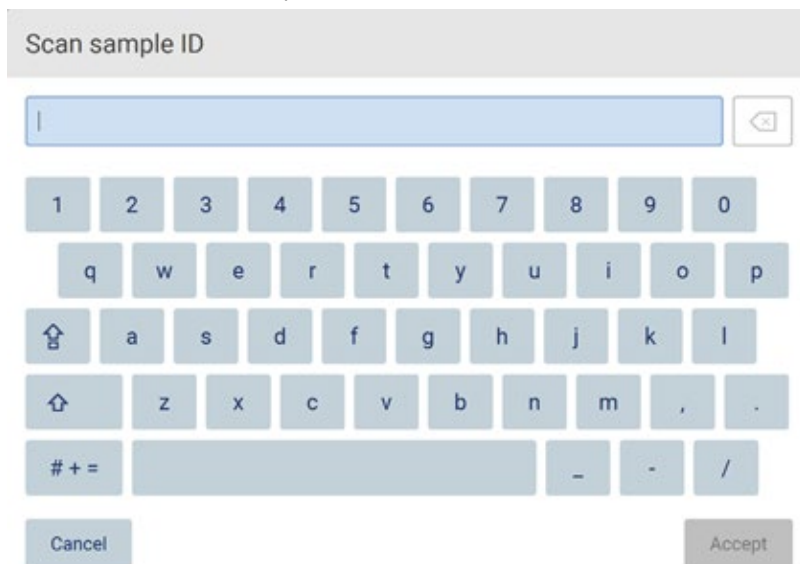 Scan sample ID
1 2 3 4 5 6 7 8 9 0
q w e r t y u i o p
a s d f g h j k l
z x c v b n m , .
# + = _ - /
Cancel Accept